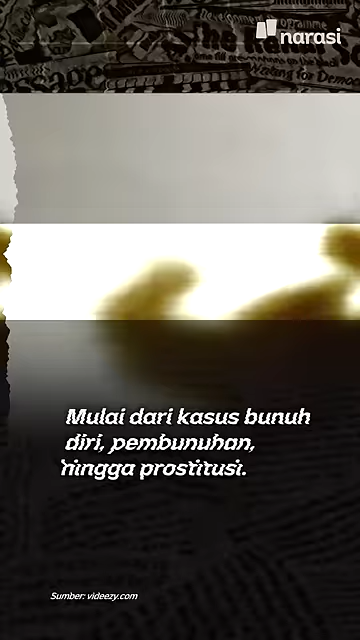 narasi
Mulai dari kasus bunuh
diri, pembunuhan,
hingga prostitusi.
Sumber: videezy.com